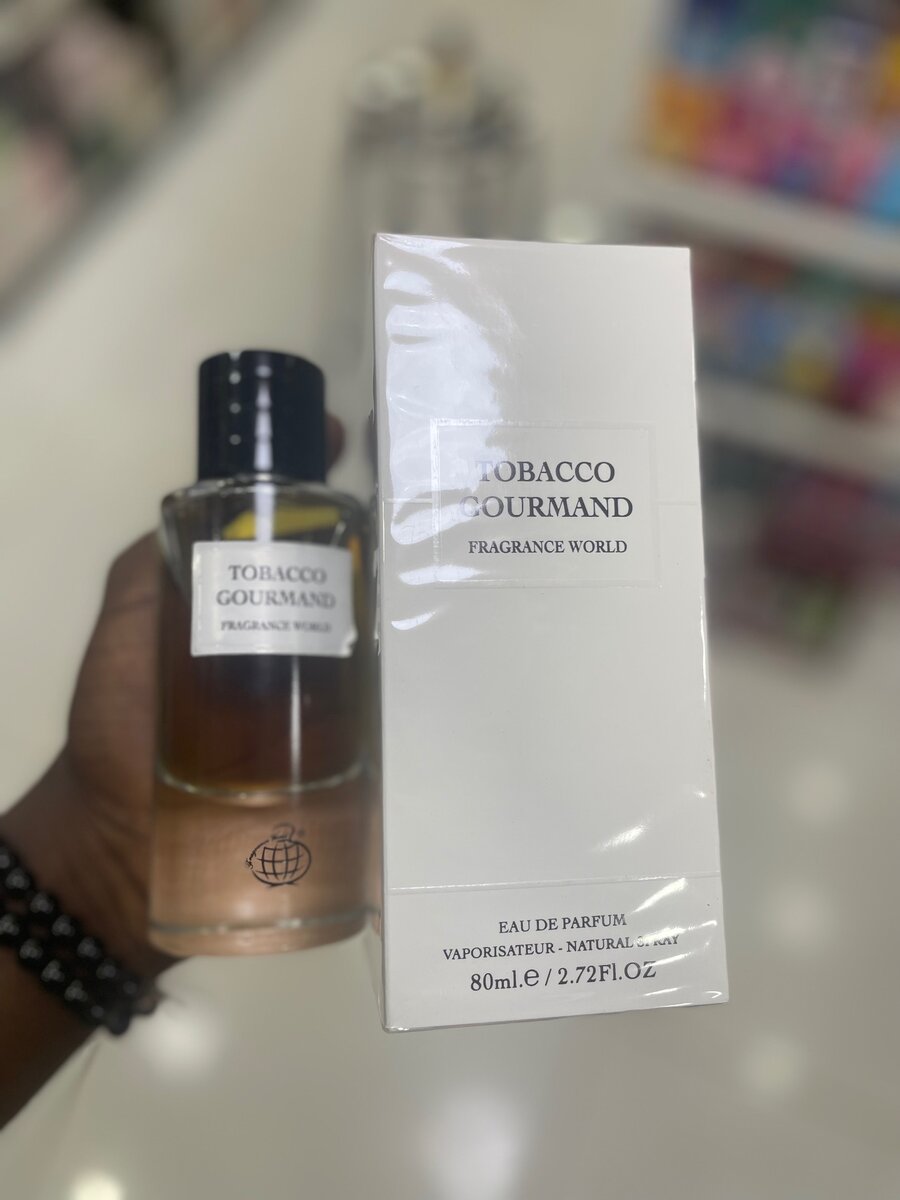 TOBACCO
GOURMAND
FRAGRANCE WORLD
TOBACCO
GOURMAND
FRAGRANCE WORLD
EAU DE PARFUM
VAPORISATEUR - NATURAL SPRAY
80ml.e / 2.72Fl.OZ